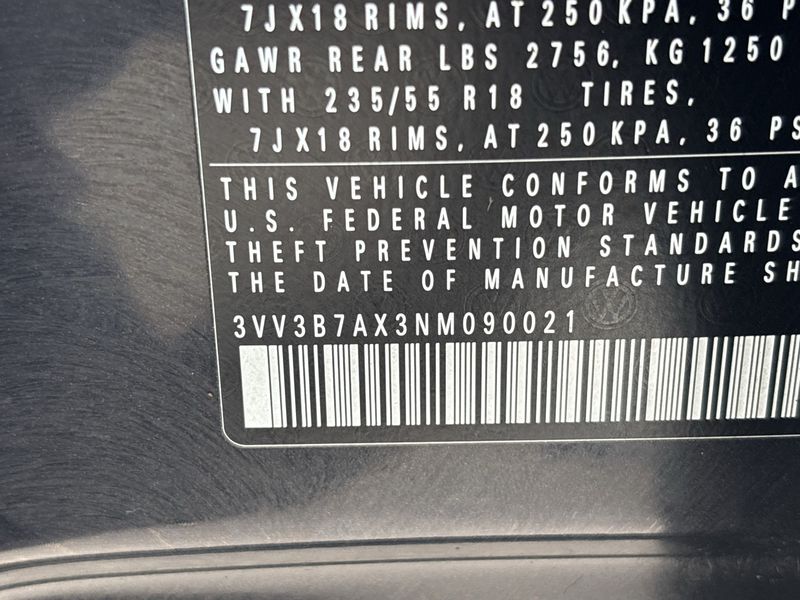 7JX18 RIMS, AT 250 KPA, 36 P
GAWR REAR LBS 2756, KG 1250
WITH 235/55 R18 TIRES,
7JX18 RIMS, AT 250 KPA, 36 PS
THIS VEHICLE CONFORMS TO A
U.S. FEDERAL MOTOR VEHICLE
THEFT PREVENTION STANDARDS
THE DATE OF MANUFACTURE SH
3VV3B7AX3NM090021